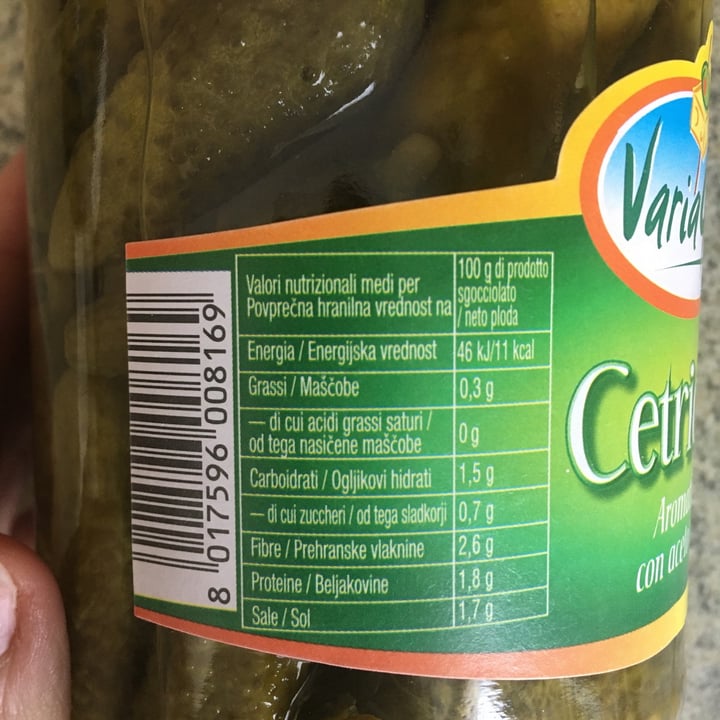 Valori nutrizionali medi per
Povprečna hranilna vrednost na
100 g di prodotto
sgocciolato
/ neto ploda
Energia / Energijska vrednost 46 kJ/11 kcal
Grassi / Maščobe 0,3 g
— di cui acidi grassi saturi /
od tega nasičene maščobe 0 g
Carboidrati / Ogljikovi hidrati 1,5 g
— di cui zuccheri / od tega sladkorji 0,7 g
Fibre / Prehranske vlaknine 2,6 g
Proteine / Beljakovine 1,8 g
Sale / Sol 1,7 g
8 017596 008169
con